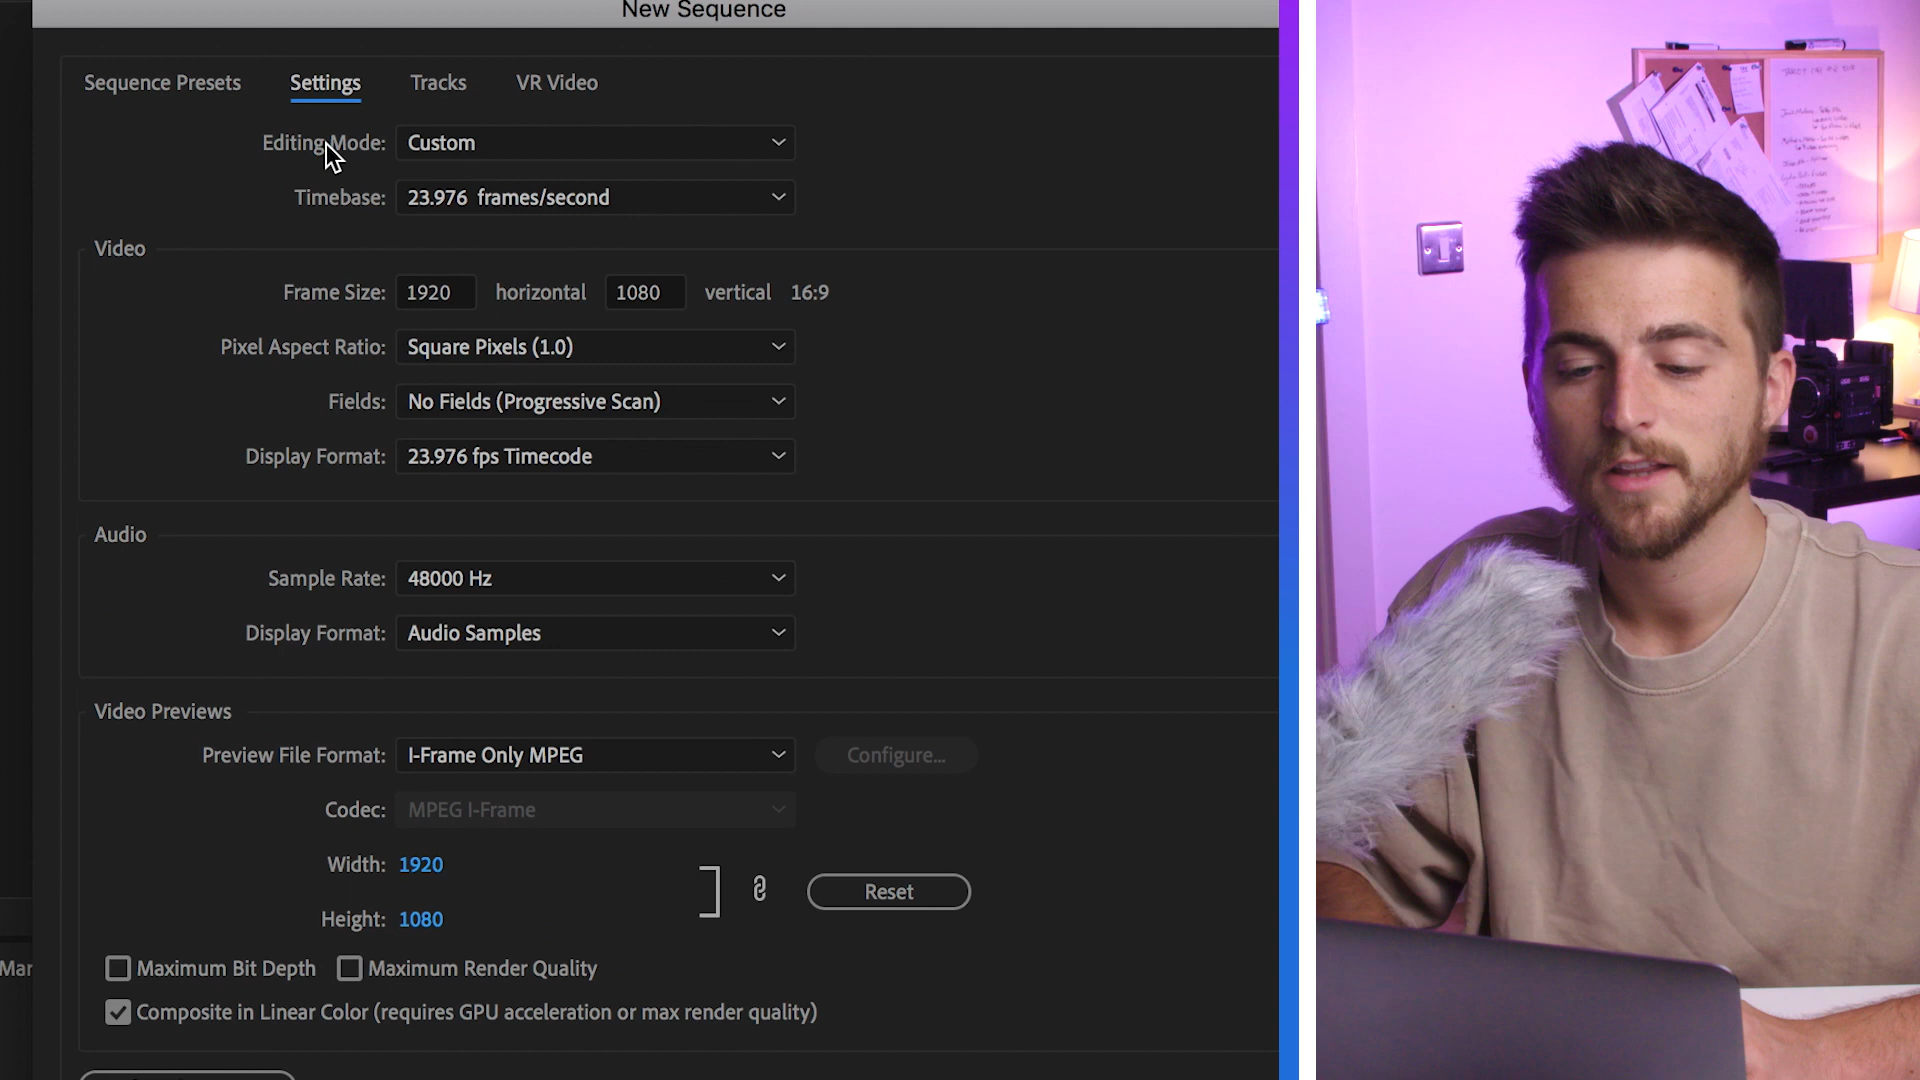 New Sequence
Sequence Presets Settings Tracks VR Video
Editing Mode: Custom
Timebase: 23.976 frames/second
Video
Frame Size: 1920 horizontal 1080 vertical 16:9
Pixel Aspect Ratio: Square Pixels (1.0)
Fields: No Fields (Progressive Scan)
Display Format: 23.976 fps Timecode
Audio
Sample Rate: 48000 Hz
Display Format: Audio Samples
Video Previews
Preview File Format: I-Frame Only MPEG Configure...
Codec: MPEG I-Frame
Width: 1920
Height: 1080
Reset
Mar
Maximum Bit Depth Maximum Render Quality
Composite in Linear Color (requires GPU acceleration or max render quality)